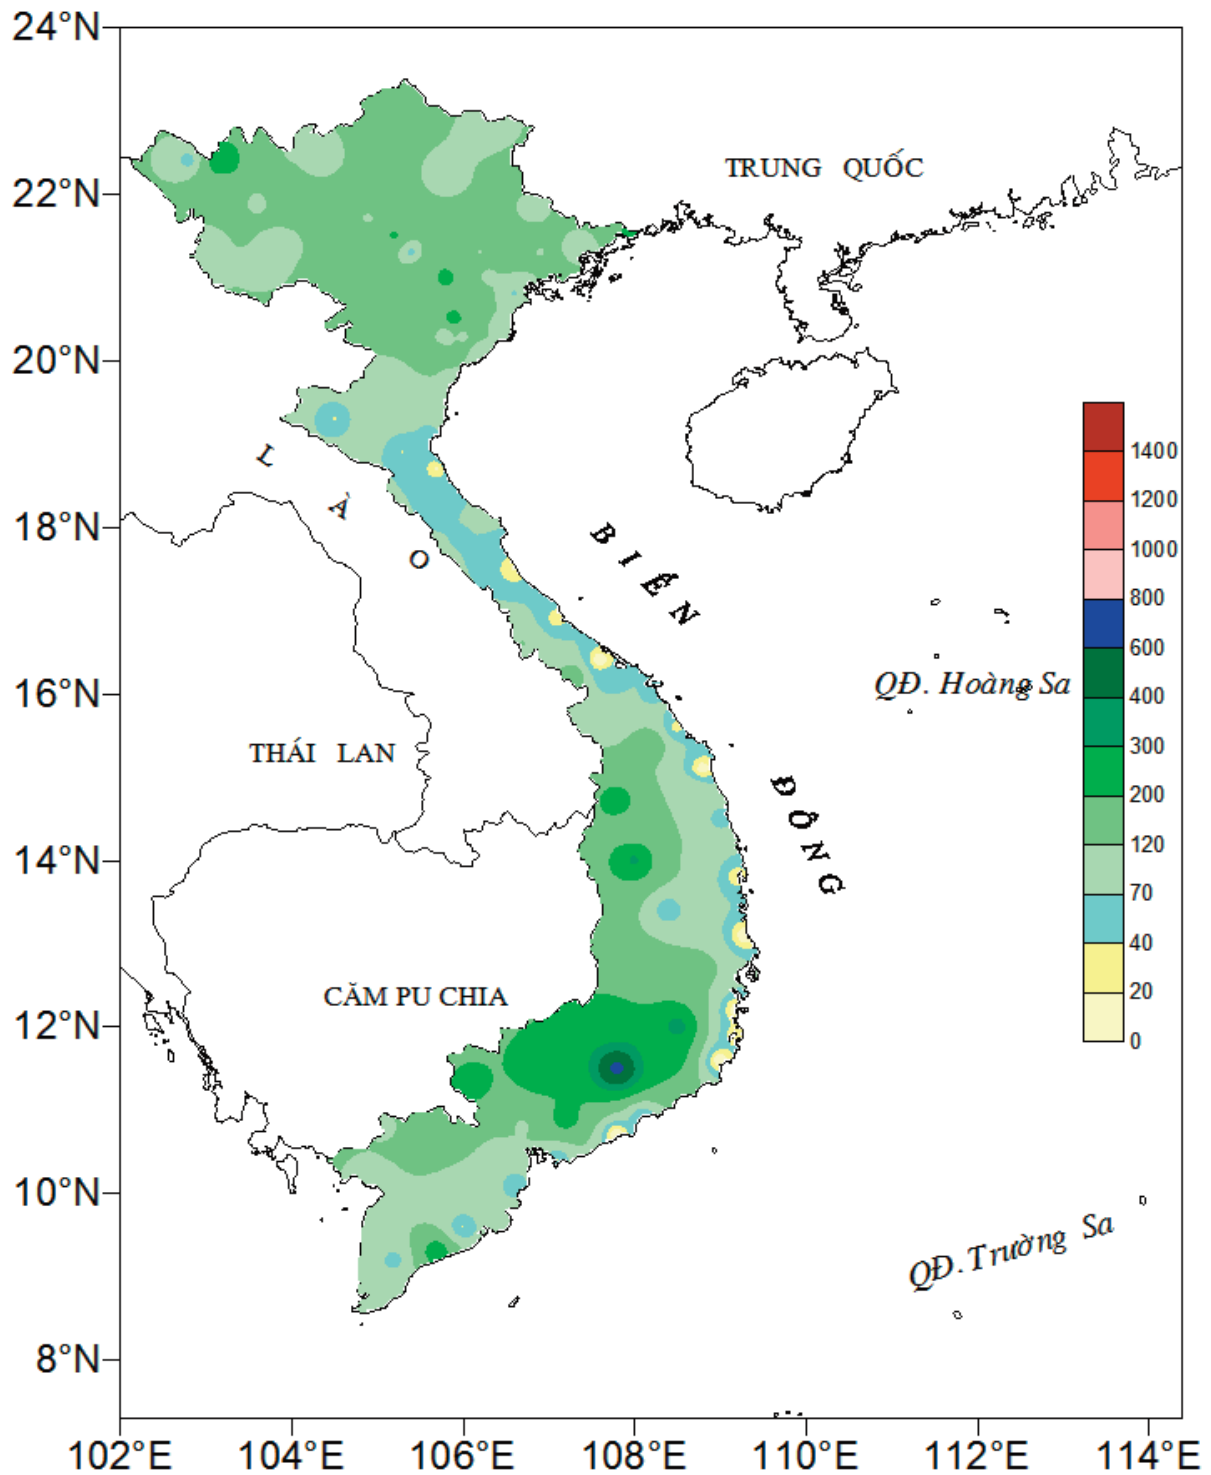 24°N
22°N
20°N
18°N
16°N
14°N
12°N
10°N
8°N
102°E 104°E 106°E 108°E 110°E 112°E 114°E
TRUNG QUỐC
L À O
BIỂN ĐÔNG
THÁI LAN
CĂM PU CHIA
QĐ. Hoàng Sa
QĐ. Trường Sa
1400
1200
1000
800
600
400
300
200
120
70
40
20
0